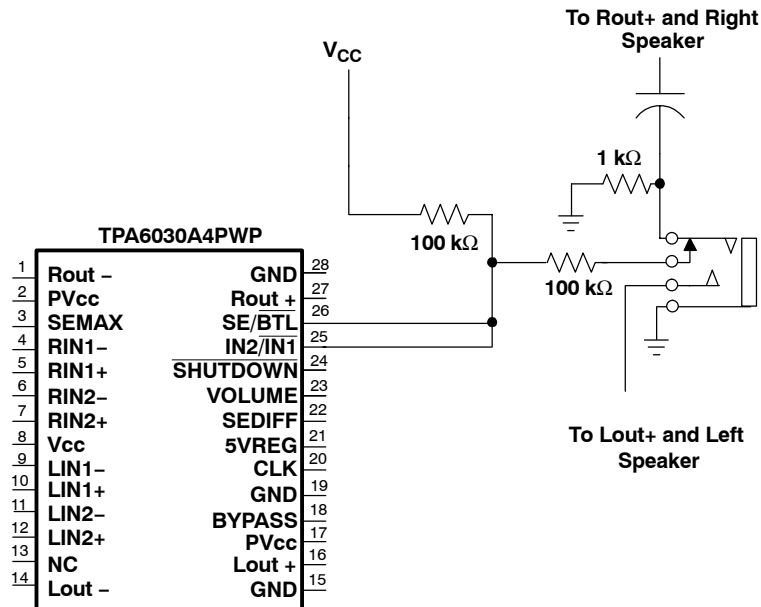 To Rout+ and Right
Speaker
VCC
1 kΩ
100 kΩ
100 kΩ
TPA6030A4PWP
1 Rout − GND 28
2 PVcc Rout + 27
3 SEMAX SE/B̅T̅L̅ 26
4 RIN1− IN2/I̅N̅1̅ 25
5 RIN1+ S̅H̅U̅T̅D̅O̅W̅N̅ 24
6 RIN2− VOLUME 23
7 RIN2+ SEDIFF 22
8 Vcc 5VREG 21
9 LIN1− CLK 20
10 LIN1+ GND 19
11 LIN2− BYPASS 18
12 LIN2+ PVcc 17
13 NC Lout + 16
14 Lout − GND 15
To Lout+ and Left
Speaker